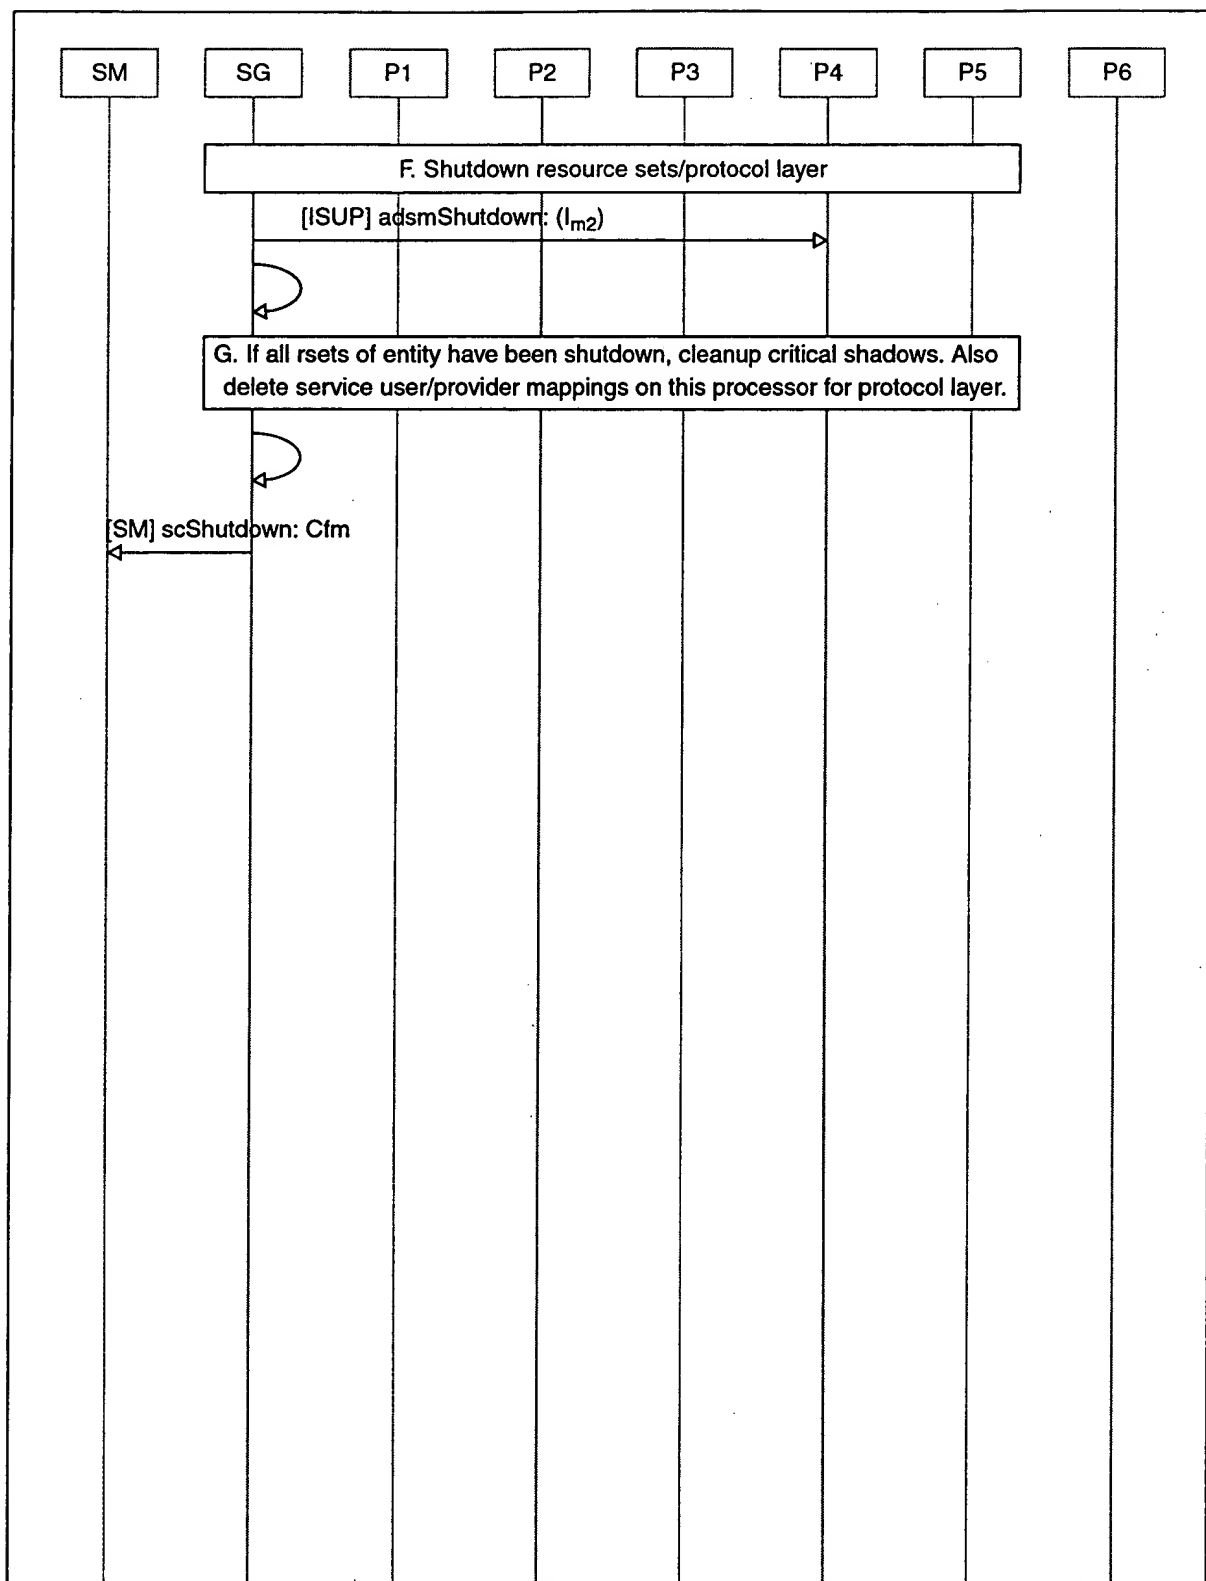 SM SG P1 P2 P3 P4 P5 P6
F. Shutdown resource sets/protocol layer
[ISUP] adsmShutdown: (Im2)
G. If all rsets of entity have been shutdown, cleanup critical shadows. Also
delete service user/provider mappings on this processor for protocol layer.
[SM] scShutdown: Cfm